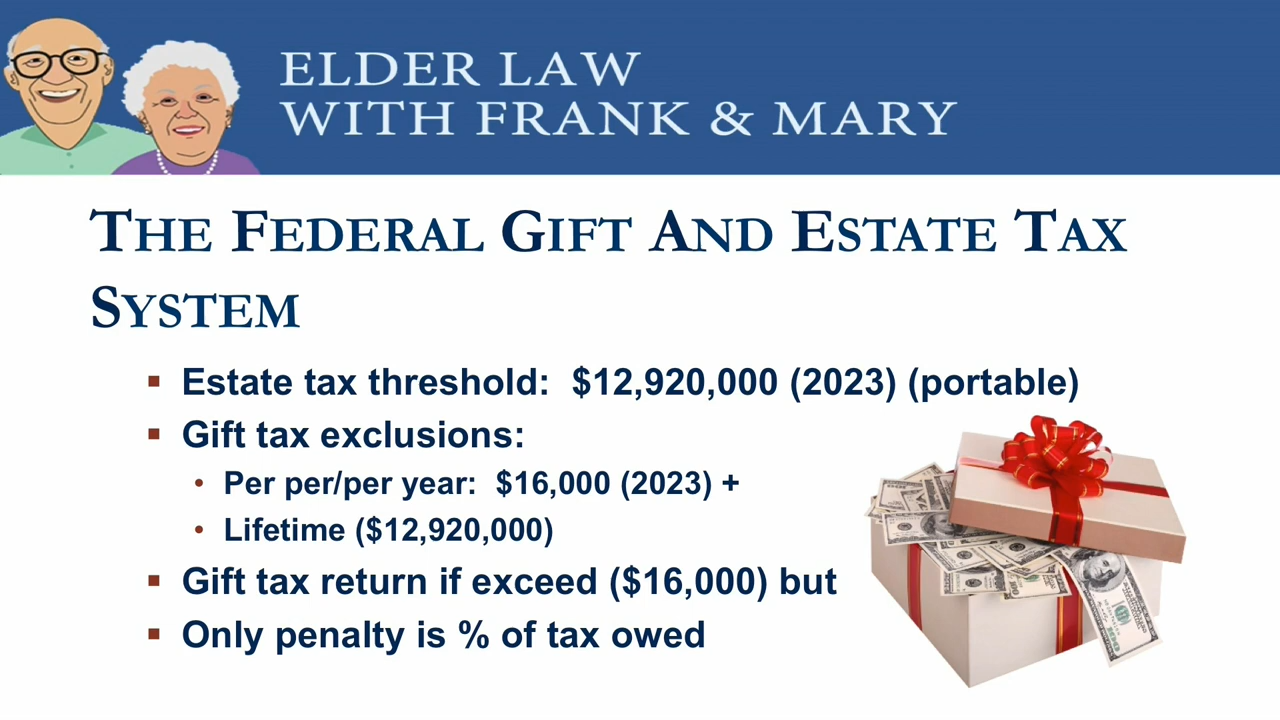 ELDER LAW
WITH FRANK & MARY
THE FEDERAL GIFT AND ESTATE TAX
SYSTEM
Estate tax threshold: $12,920,000 (2023) (portable)
Gift tax exclusions:
Per per/per year: $16,000 (2023) +
Lifetime ($12,920,000)
Gift tax return if exceed ($16,000) but
Only penalty is % of tax owed